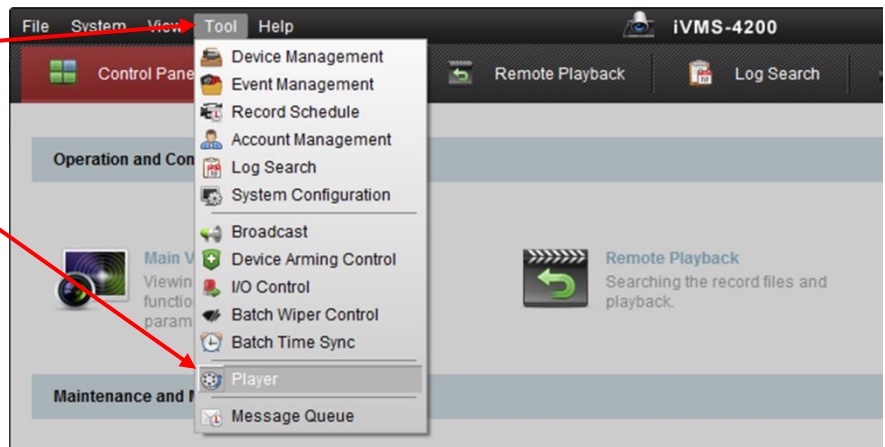 File System View Tool Help iVMS-4200
Control Pane Remote Playback Log Search
Device Management
Event Management
Record Schedule
Account Management
Log Search
System Configuration
Broadcast
Device Arming Control
I/O Control
Batch Wiper Control
Batch Time Sync
Player
Message Queue
Operation and Con
Main V
Viewin
functio
param
Remote Playback
Searching the record files and
playback.
Maintenance and M